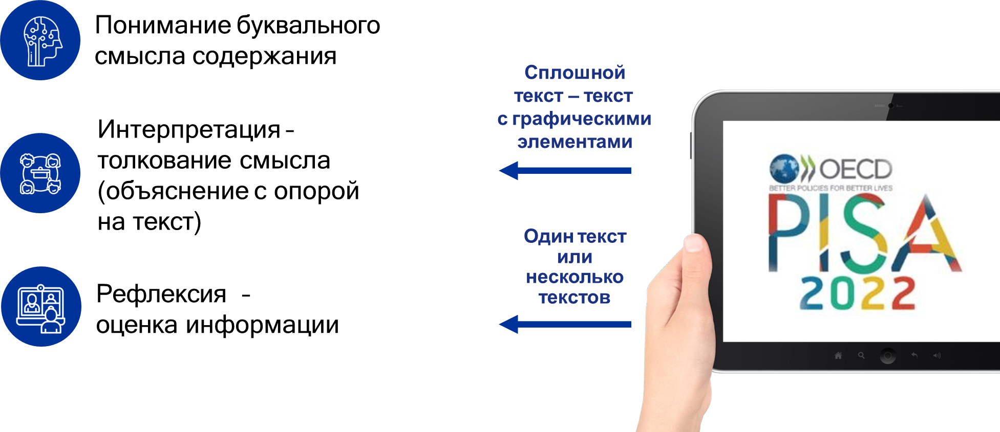 Понимание буквального
смысла содержания
Интерпретация -
толкование смысла
(объяснение с опорой
на текст)
Рефлексия -
оценка информации
Сплошной
текст – текст
с графическими
элементами
Один текст
или
несколько
текстов
OECD
BETTER POLICIES FOR BETTER LIVES
PISA
2022